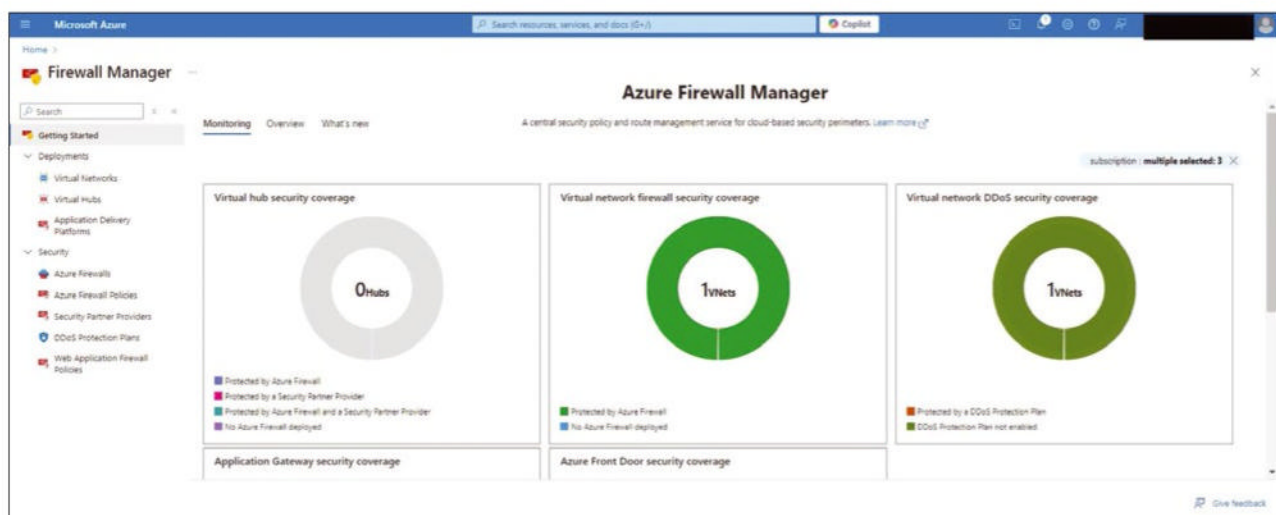 Microsoft Azure
Search resources, services, and docs (G+/)
Copilot
1
Home >
Firewall Manager ...
Azure Firewall Manager
Search
Monitoring Overview What's new
A central security policy and route management service for cloud-based security perimeters. Learn more
Getting Started
Deployments
Virtual Networks
Virtual Hubs
Application Delivery
Platforms
Security
Azure Firewalls
Azure Firewall Policies
Security Partner Providers
DDoS Protection Plans
Web Application Firewall
Policies
subscription : multiple selected: 3
Virtual hub security coverage
0Hubs
Protected by Azure Firewall
Protected by a Security Partner Provider
Protected by Azure Firewall and a Security Partner Provider
No Azure Firewall deployed
Virtual network firewall security coverage
1VNets
Protected by Azure Firewall
No Azure Firewall deployed
Virtual network DDoS security coverage
1VNets
Protected by a DDoS Protection Plan
DDoS Protection Plan not enabled
Application Gateway security coverage
Azure Front Door security coverage
Give feedback